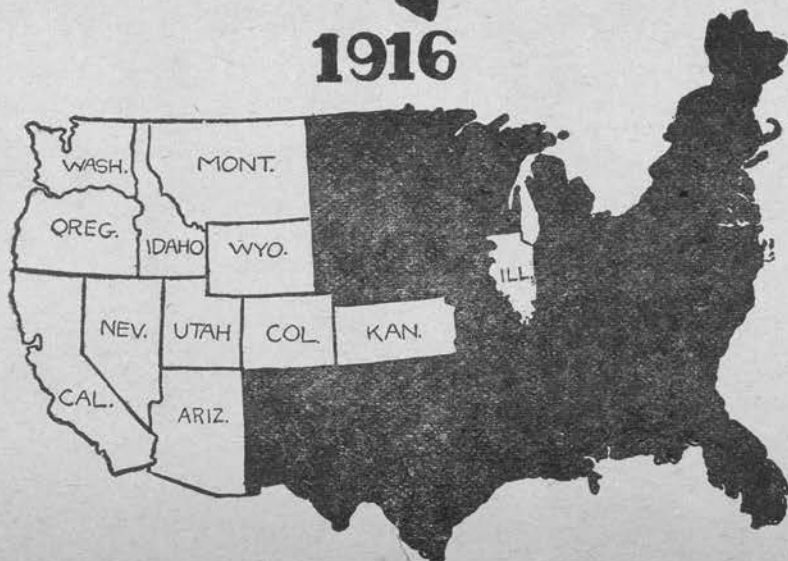 1916
WASH.
MONT.
OREG.
IDAHO
WYO.
ILL.
NEV.
UTAH
COL.
KAN.
CAL.
ARIZ.